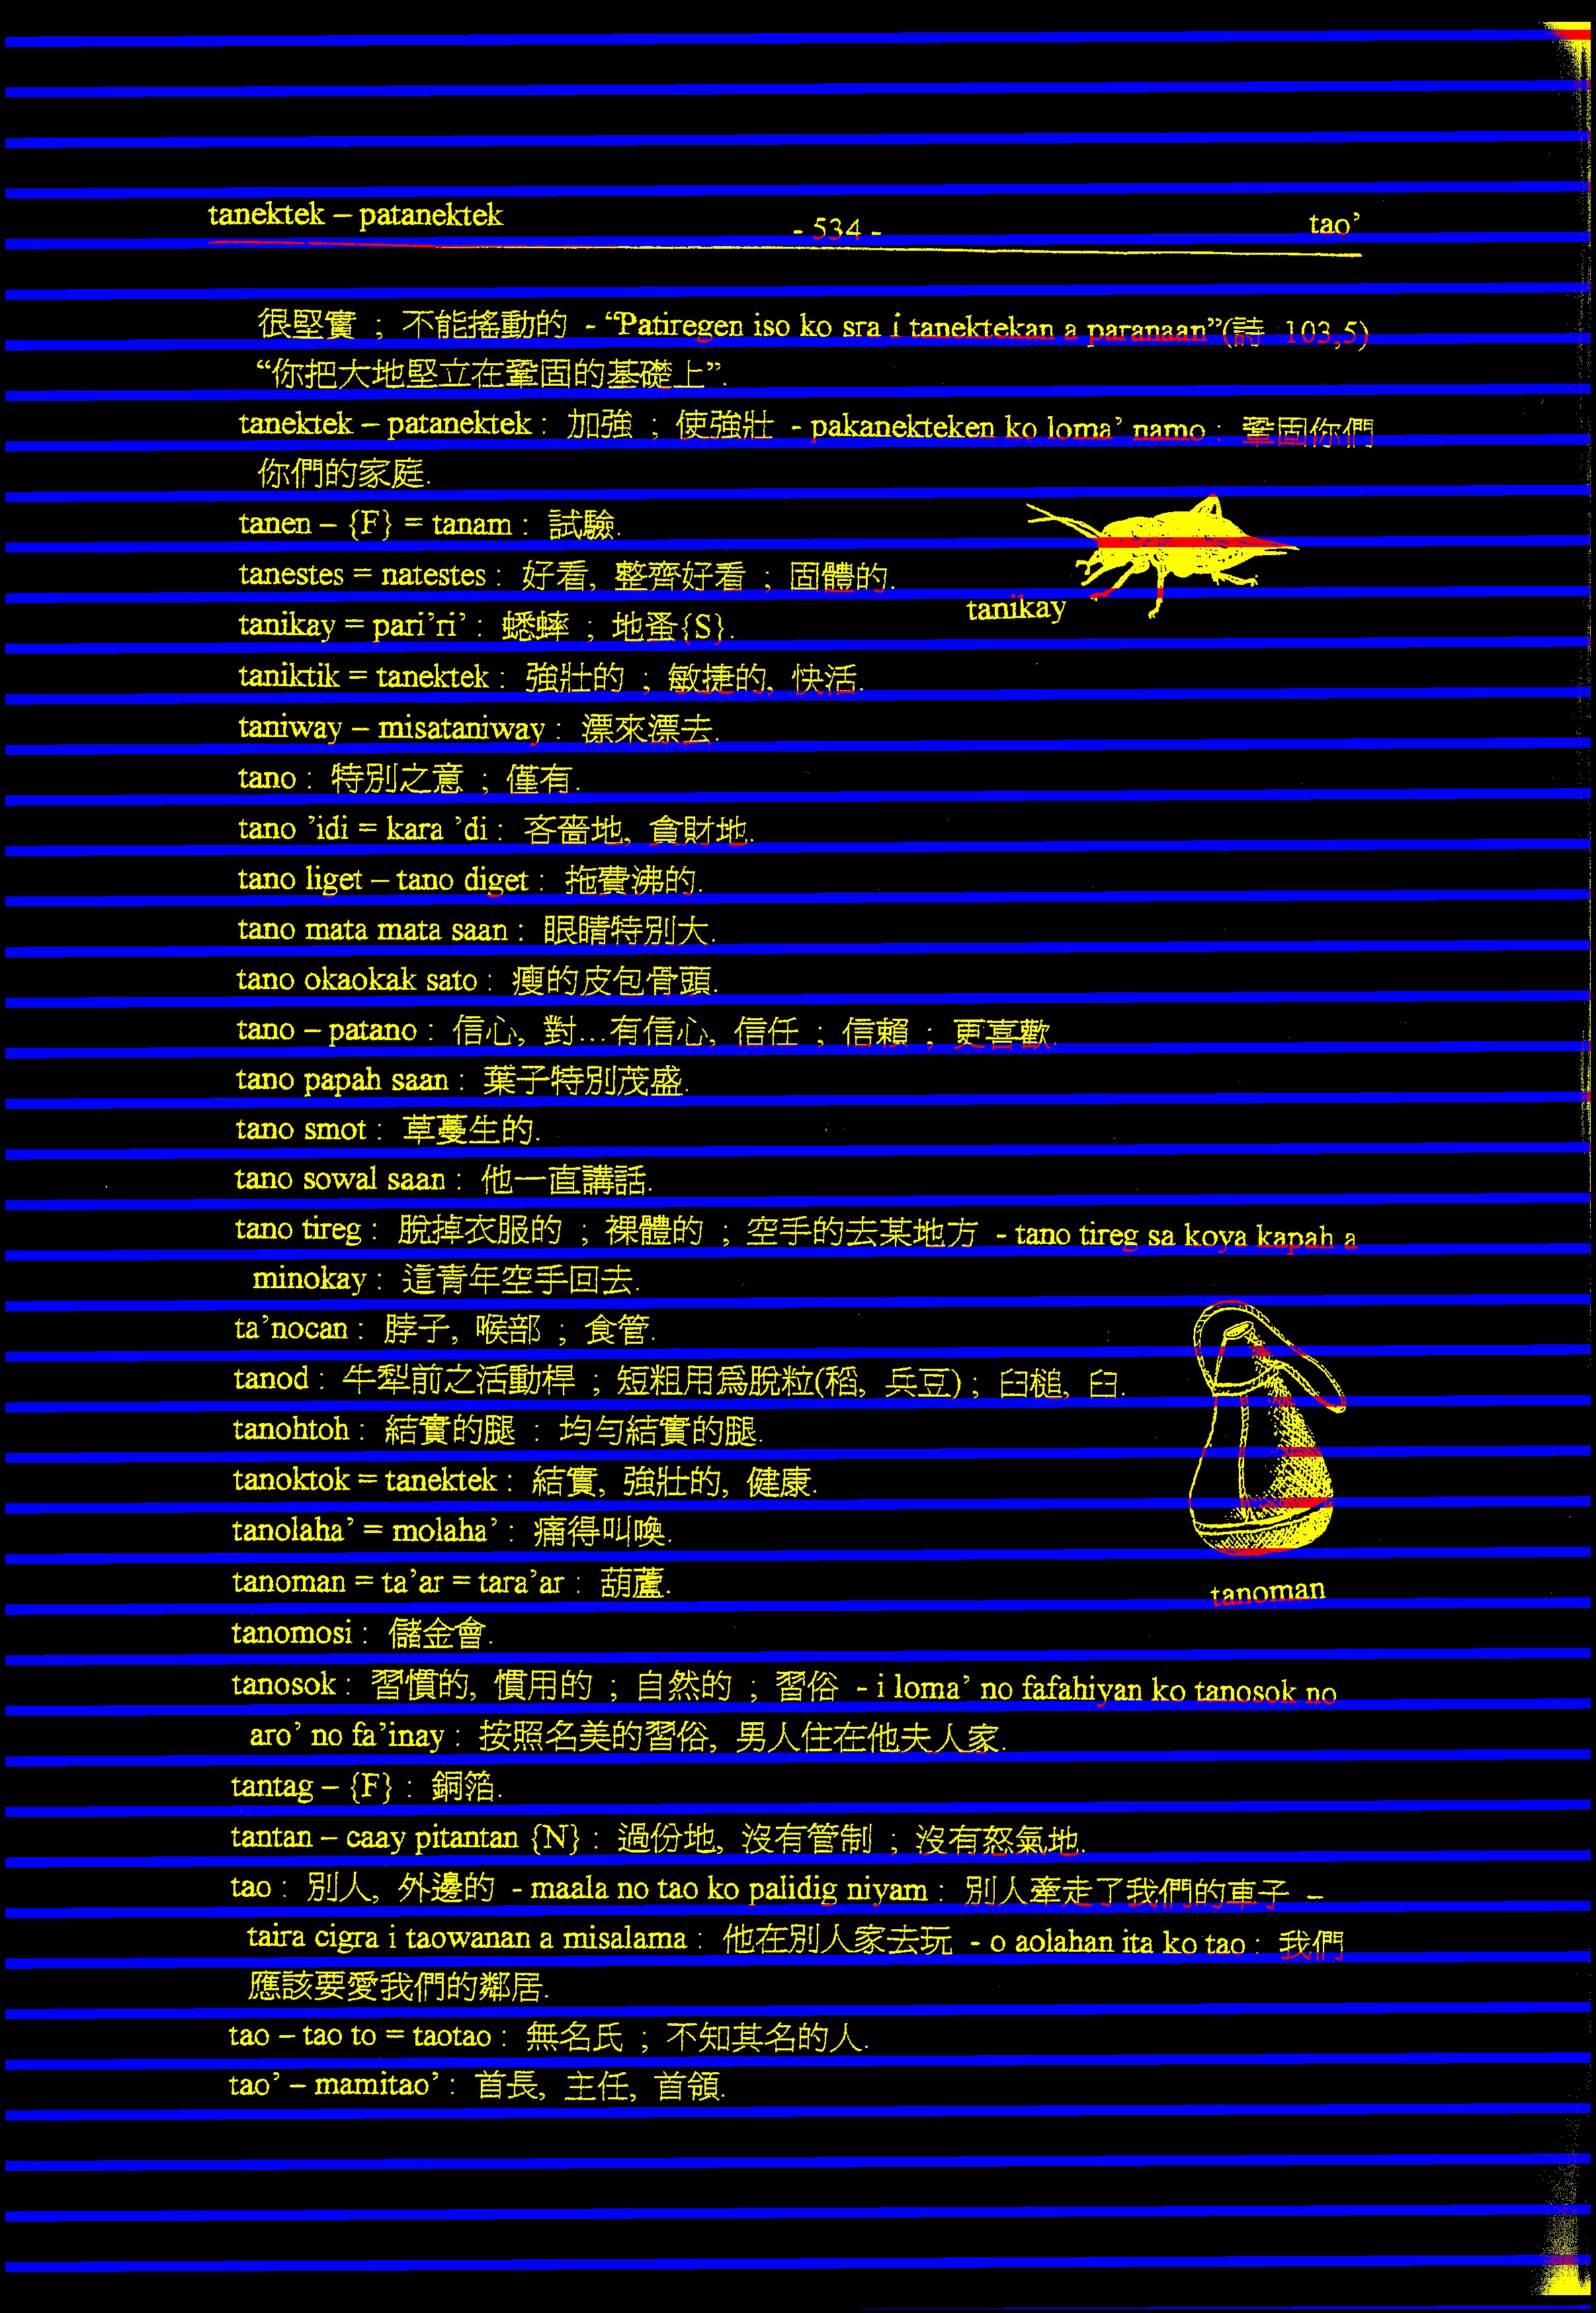 tanektek – patanektek - 534 - tao’
很堅實 ; 不能搖動的 - “Patiregen iso ko sra i tanektekan a paranaan”(詩 103,5)
“你把大地堅立在鞏固的基礎上”.
tanektek – patanektek : 加強 ; 使強壯 - pakanekteken ko loma’ namo : 鞏固你們
你們的家庭.
tanen – {F} = tanam : 試驗.
tanestes = natestes : 好看, 整齊好看 ; 固體的.
tanikay = pari’ri’ : 蟋蟀 ; 地蚤{S}.
tanikay
taniktik = tanektek : 強壯的 ; 敏捷的, 快活.
taniway – misataniway : 漂來漂去.
tano : 特別之意 ; 僅有.
tano ’idi = kara ’di : 吝嗇地, 貪財地.
tano liget – tano diget : 拖費沸的.
tano mata mata saan : 眼睛特別大.
tano okaokak sato : 瘦的皮包骨頭.
tano – patano : 信心, 對...有信心, 信任 ; 信賴 ; 更喜歡.
tano papah saan : 葉子特別茂盛.
tano smot : 草蔓生的.
tano sowal saan : 他一直講話.
tano tireg : 脫掉衣服的 ; 裸體的 ; 空手的去某地方 - tano tireg sa koya kapah a
minokay : 這青年空手回去.
ta’nocan : 脖子, 喉部 ; 食管.
tanod : 牛犁前之活動桿 ; 短粗用為脫粒(稻, 兵豆) ; 臼槌, 臼.
tanohtoh : 結實的腿 : 均勻結實的腿.
tanoktok = tanektek : 結實, 強壯的, 健康.
tanolaha’ = molaha’ : 痛得叫喚.
tanoman = ta’ar = tara’ar : 葫蘆.
tanoman
tanomosi : 儲金會.
tanosok : 習慣的, 慣用的 ; 自然的 ; 習俗 - i loma’ no fafahiyan ko tanosok no
aro’ no fa’inay : 按照名美的習俗, 男人住在他夫人家.
tantag – {F} : 銅箔.
tantan – caay pitantan {N} : 過份地, 沒有管制 ; 沒有怒氣地.
tao : 別人, 外邊的 - maala no tao ko palidig niyam : 別人牽走了我們的車子 –
taira cigra i taowanan a misalama : 他在別人家去玩 - o aolahan ita ko tao : 我們
應該要愛我們的鄰居.
tao – tao to = taotao : 無名氏 ; 不知其名的人.
tao’ – mamitao’ : 首長, 主任, 首領.